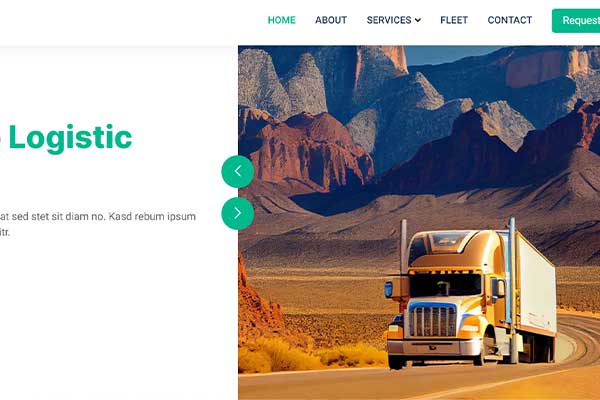 HOME ABOUT SERVICES FLEET CONTACT Request
Logistic
at sed stet sit diam no. Kasd rebum ipsum
itr.